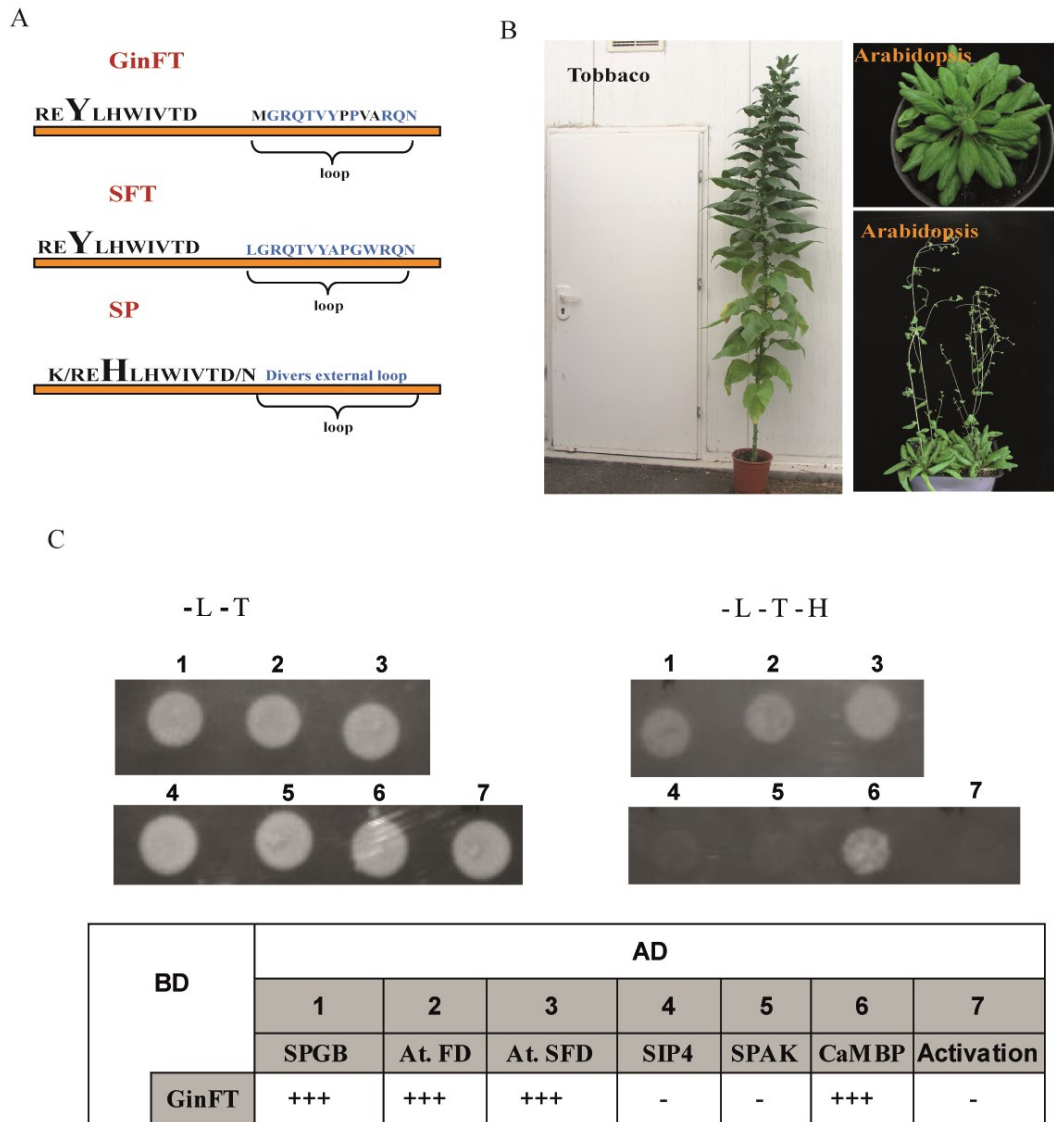 A
GinFT
REYLHWIVTD MGRQTVYPPVARQN
loop
SFT
REYLHWIVTD LGRQTVYAPGWRQN
loop
SP
K/REHLHWIVTD/N Divers external loop
loop
B
Tobbaco
Arabidopsis
Arabidopsis
C
-L -T
1 2 3
4 5 6 7
-L -T -H
1 2 3
4 5 6 7
BD AD
1 2 3 4 5 6 7
SPGB At. FD At. SFD SIP4 SPAK CaMBP Activation
GinFT +++ +++ +++ - - +++ -